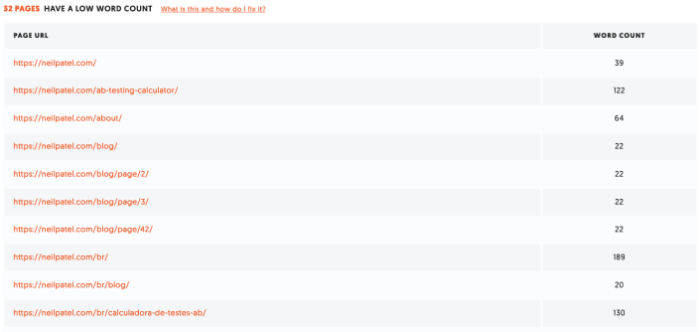 32 PAGES HAVE A LOW WORD COUNT What is this and how do I fix it?
PAGE URL WORD COUNT
https://neilpatel.com/ 39
https://neilpatel.com/ab-testing-calculator/ 122
https://neilpatel.com/about/ 64
https://neilpatel.com/blog/ 22
https://neilpatel.com/blog/page/2/ 22
https://neilpatel.com/blog/page/3/ 22
https://neilpatel.com/blog/page/42/ 22
https://neilpatel.com/br/ 189
https://neilpatel.com/br/blog/ 20
https://neilpatel.com/br/calculadora-de-testes-ab/ 130